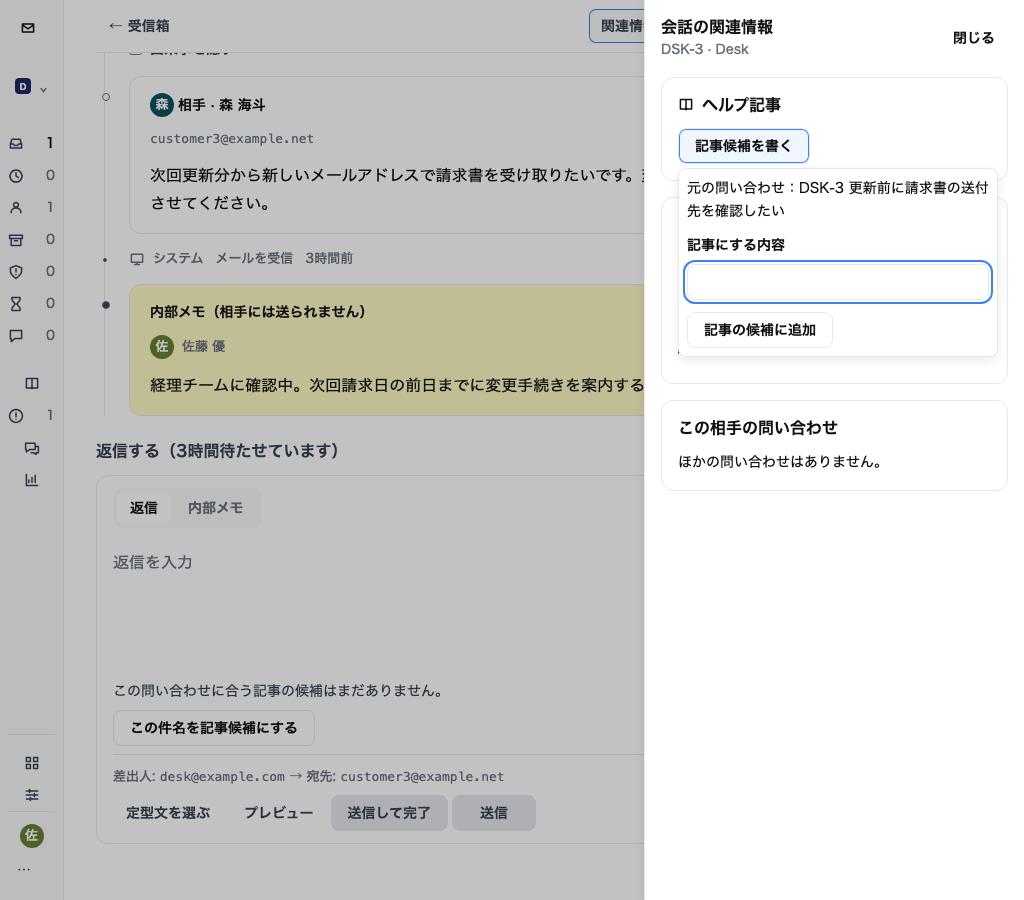 D
1
0
1
0
0
0
0
1
佐
…
← 受信箱
関連情
森 相手 · 森 海斗
customer3@example.net
次回更新分から新しいメールアドレスで請求書を受け取りたいです。
させてください。
システム メールを受信 3時間前
内部メモ（相手には送られません）
佐 佐藤 優
経理チームに確認中。次回請求日の前日までに変更手続きを案内する
返信する（3時間待たせています）
返信 内部メモ
返信を入力
この問い合わせに合う記事の候補はまだありません。
この件名を記事候補にする
差出人: desk@example.com → 宛先: customer3@example.net
定型文を選ぶ プレビュー 送信して完了 送信
会話の関連情報
DSK-3 · Desk
閉じる
ヘルプ記事
記事候補を書く
元の問い合わせ：DSK-3 更新前に請求書の送付
先を確認したい
記事にする内容
記事の候補に追加
この相手の問い合わせ
ほかの問い合わせはありません。